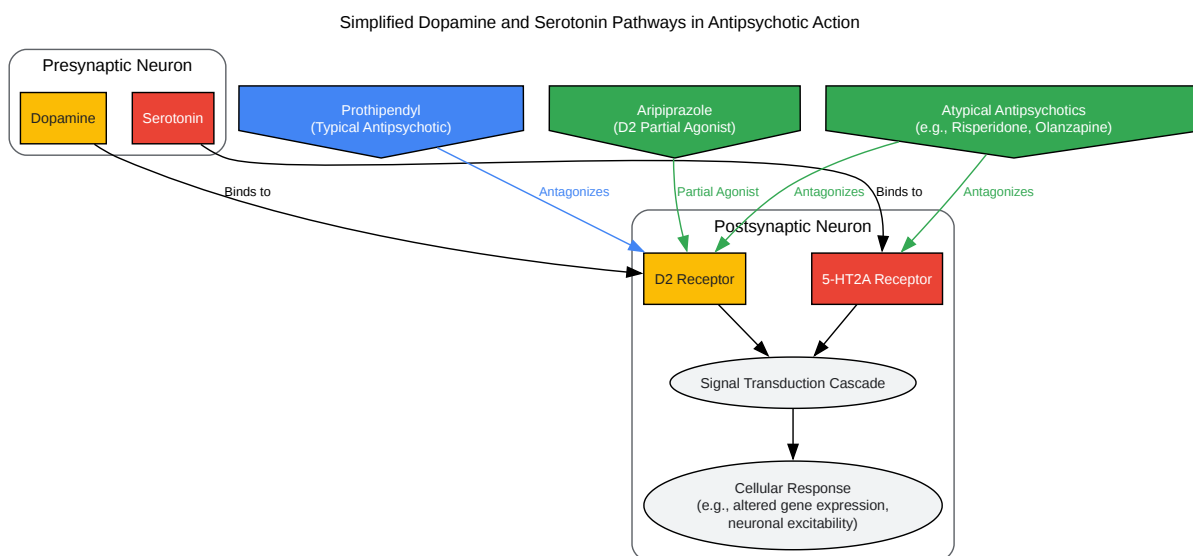 Simplified Dopamine and Serotonin Pathways in Antipsychotic Action
Presynaptic Neuron
Dopamine
Serotonin
Prothipendyl
(Typical Antipsychotic)
Aripiprazole
(D2 Partial Agonist)
Atypical Antipsychotics
(e.g., Risperidone, Olanzapine)
Binds to
Antagonizes
Partial Agonist
Antagonizes
Binds to
Antagonizes
Postsynaptic Neuron
D2 Receptor
5-HT2A Receptor
Signal Transduction Cascade
Cellular Response
(e.g., altered gene expression,
neuronal excitability)